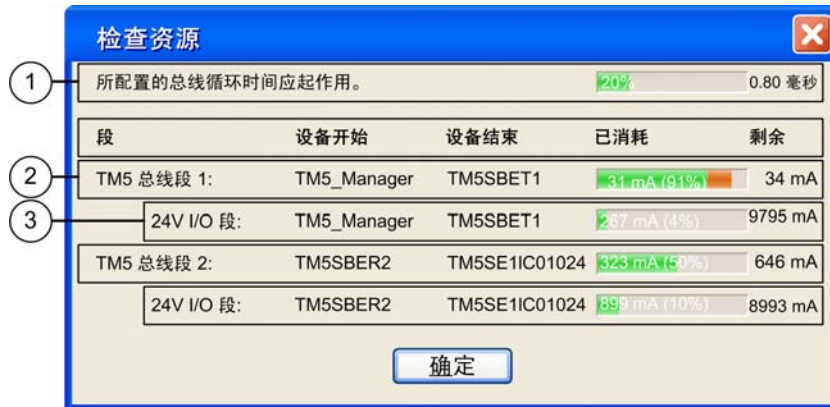 检查资源
1 所配置的总线循环时间应起作用。 20% 0.80 毫秒
段 设备开始 设备结束 已消耗 剩余
2 TM5 总线段 1: TM5_Manager TM5SBET1 31 mA (91%) 34 mA
3 24V I/O 段: TM5_Manager TM5SBET1 267 mA (4%) 9795 mA
TM5 总线段 2: TM5SBER2 TM5SE1IC01024 323 mA (50%) 646 mA
24V I/O 段: TM5SBER2 TM5SE1IC01024 899 mA (10%) 8993 mA
确定